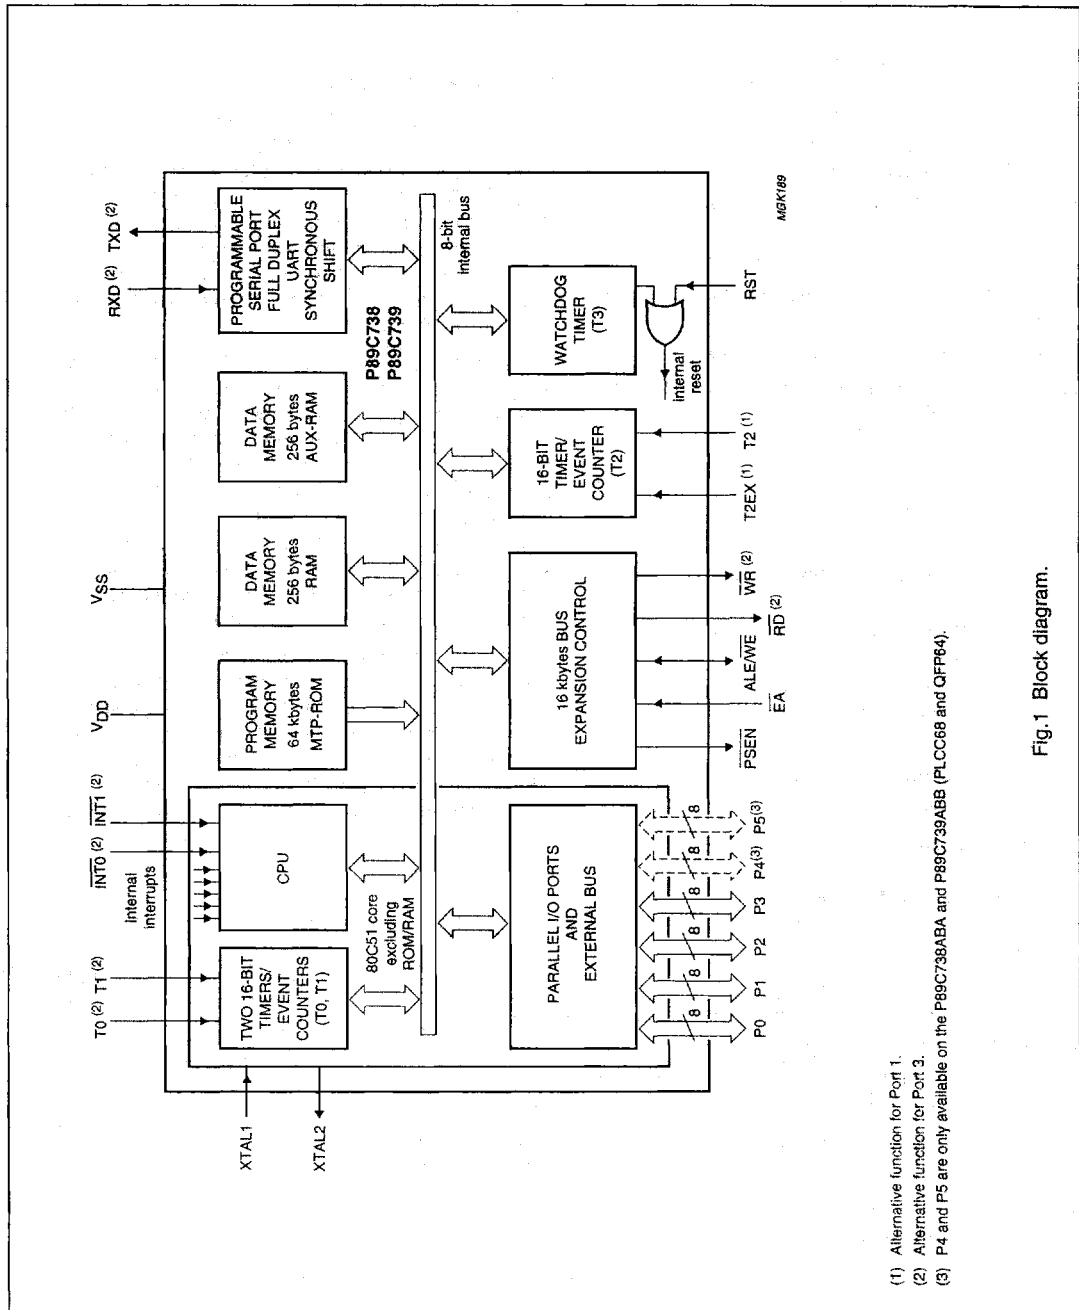 XTAL1
XTAL2
T0 (2)
T1 (2)
internal
interrupts
INT0 (2)
INT1 (2)
VDD
VSS
RXD (2)
TXD (2)
TWO 16-BIT
TIMERS/
EVENT
COUNTERS
(T0, T1)
CPU
PROGRAM
MEMORY
64 kbytes
MTP-ROM
DATA
MEMORY
256 bytes
RAM
DATA
MEMORY
256 bytes
AUX-RAM
PROGRAMMABLE
SERIAL PORT
FULL DUPLEX
UART
SYNCHRONOUS
SHIFT
80C51 core
excluding
ROM/RAM
P89C738
P89C739
8-bit
internal bus
PARALLEL I/O PORTS
AND
EXTERNAL BUS
16 kbytes BUS
EXPANSION CONTROL
16-BIT
TIMER/
EVENT
COUNTER
(T2)
WATCHDOG
TIMER
(T3)
internal
reset
8
8
8
8
8
8
P0
P1
P2
P3
P4(3)
P5(3)
PSEN
EA
ALE/WE
RD (2)
WR (2)
T2EX (1)
T2 (1)
RST
MGK189
(1) Alternative function for Port 1.
(2) Alternative function for Port 3.
(3) P4 and P5 are only available on the P89C738ABA and P89C739ABB (PLCC68 and QFP64).
Fig.1 Block diagram.